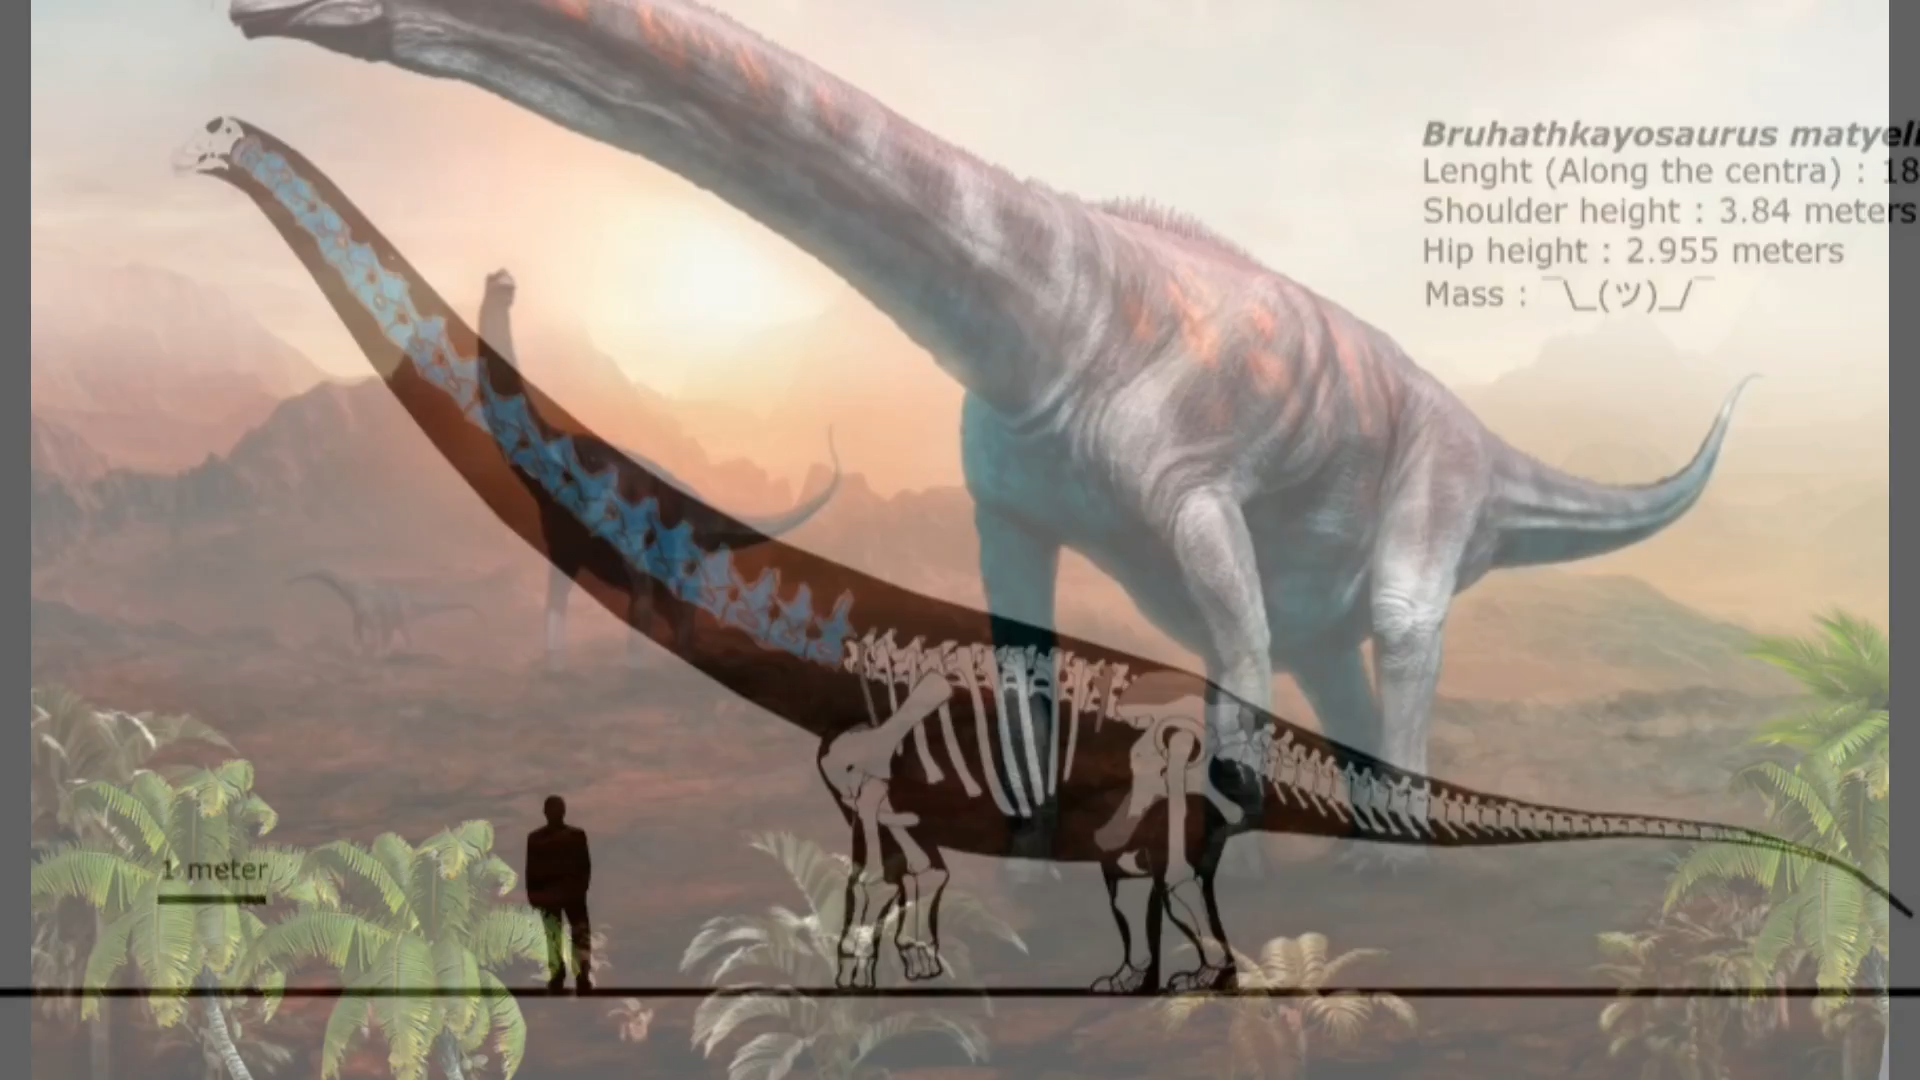 Bruhathkayosaurus
Lenght (Along the centra) : 18
Shoulder height : 3.84 meters
Hip height : 2.955 meters
Mass : ¯\_(ツ)_/¯
1 meter